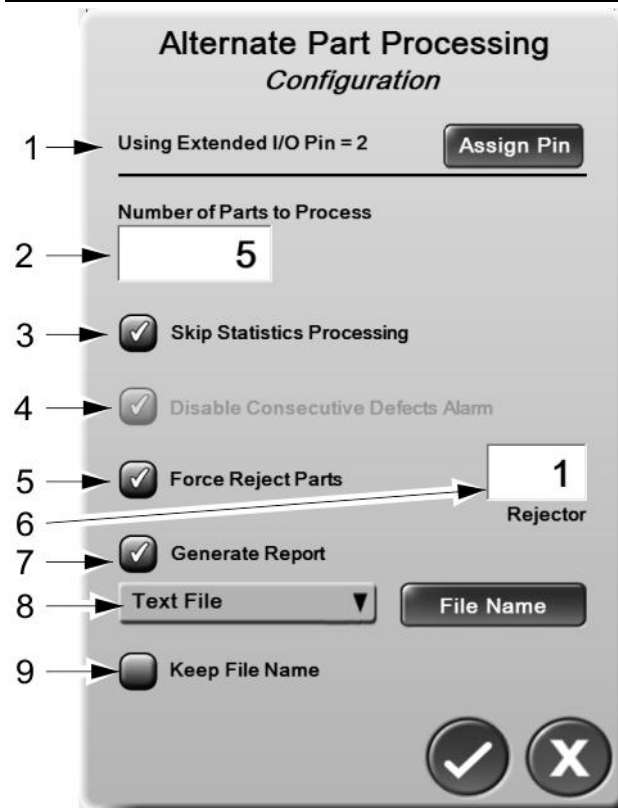 Alternate Part Processing
Configuration
1 Using Extended I/O Pin = 2 Assign Pin
Number of Parts to Process
2 5
3 Skip Statistics Processing
4 Disable Consecutive Defects Alarm
5 Force Reject Parts 1
6 Rejector
7 Generate Report
8 Text File File Name
9 Keep File Name